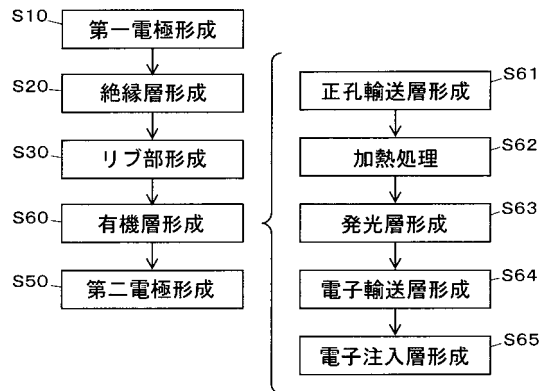 S10
第一電極形成
S20
絶縁層形成
S30
リブ部形成
S60
有機層形成
S50
第二電極形成
S61
正孔輸送層形成
S62
加熱処理
S63
発光層形成
S64
電子輸送層形成
S65
電子注入層形成